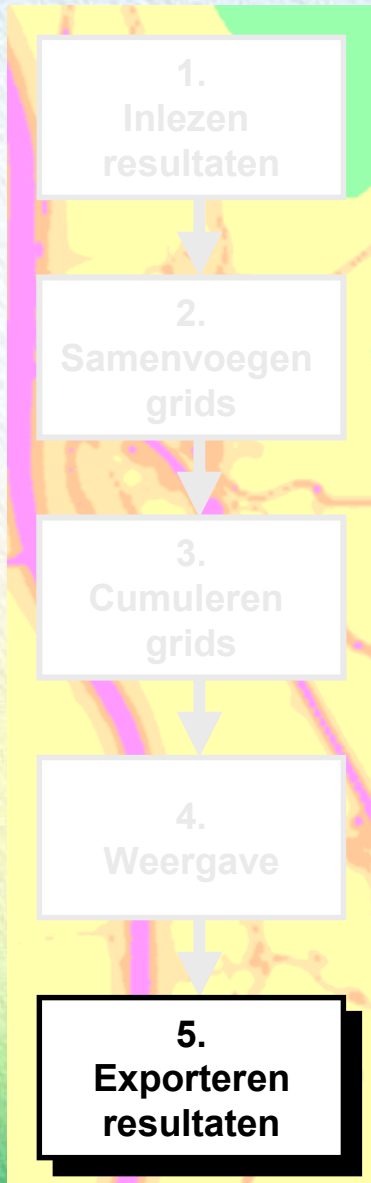 1.
Inlezen
resultaten
2.
Samenvoegen
grids
3.
Cumuleren
grids
4.
Weergave
5.
Exporteren
resultaten